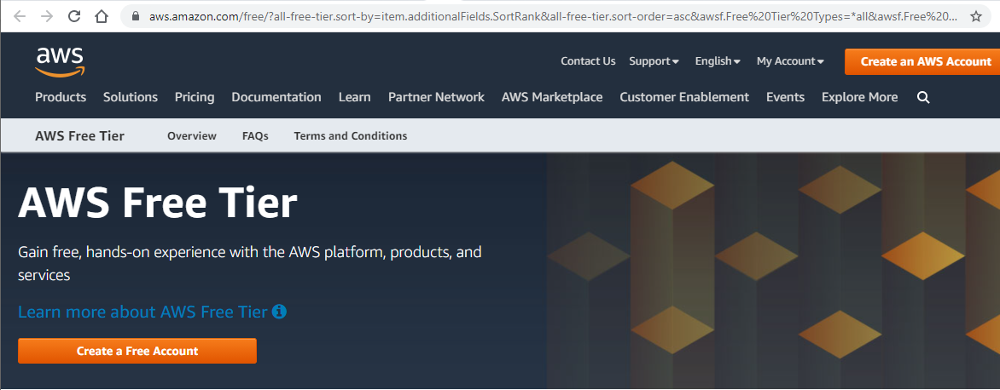 aws.amazon.com/free/?all-free-tier.sort-by=item.additionalFields.SortRank&all-free-tier.sort-order=asc&awsf.Free%20Tier%20Types=*all&awsf.Free%20...
aws
Contact Us Support English My Account Create an AWS Account
Products Solutions Pricing Documentation Learn Partner Network AWS Marketplace Customer Enablement Events Explore More
AWS Free Tier Overview FAQs Terms and Conditions
AWS Free Tier
Gain free, hands-on experience with the AWS platform, products, and
services
Learn more about AWS Free Tier
Create a Free Account